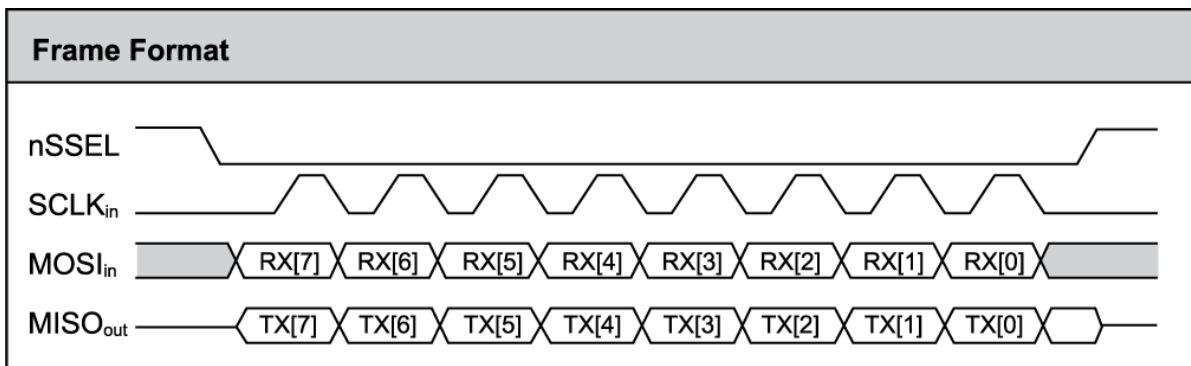 Frame Format
nSSEL
SCLKin
MOSIin RX[7] RX[6] RX[5] RX[4] RX[3] RX[2] RX[1] RX[0]
MISOout TX[7] TX[6] TX[5] TX[4] TX[3] TX[2] TX[1] TX[0]